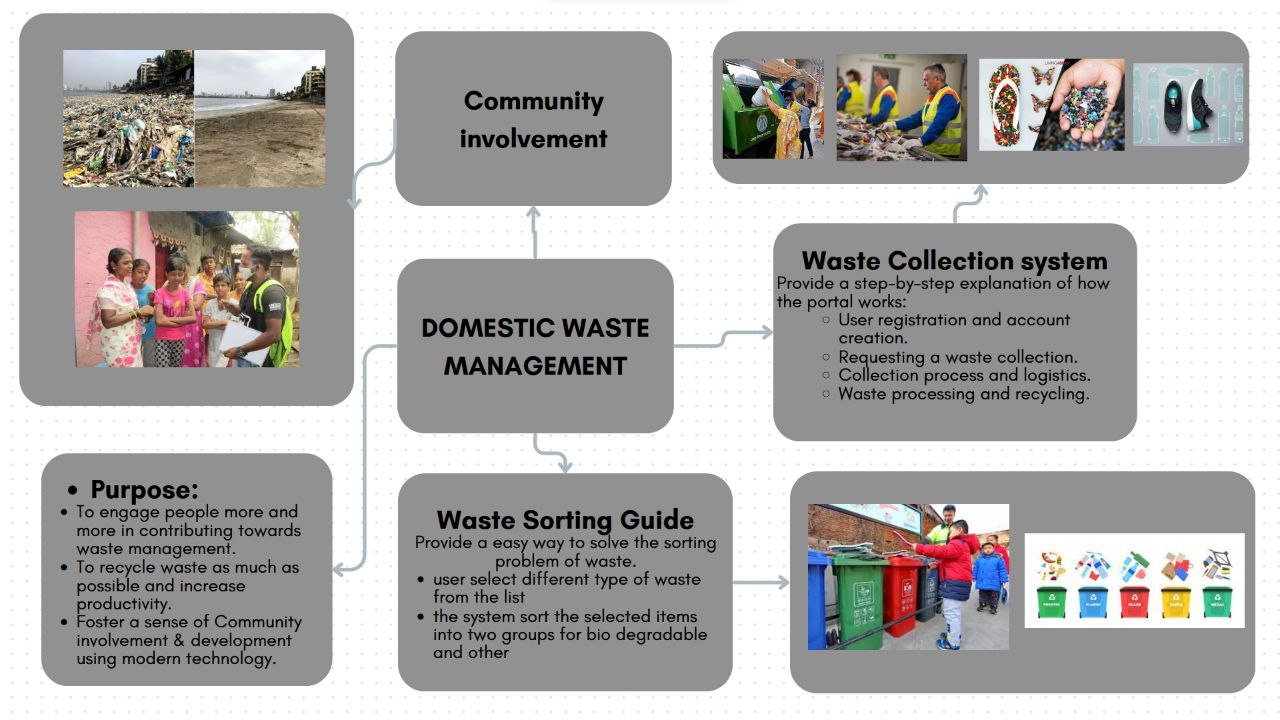 Community
involvement
DOMESTIC WASTE
MANAGEMENT
Waste Collection system
Provide a step-by-step explanation of how
the portal works:
○ User registration and account
creation.
○ Requesting a waste collection.
○ Collection process and logistics.
○ Waste processing and recycling.
• Purpose:
• To engage people more and
more in contributing towards
waste management.
• To recycle waste as much as
possible and increase
productivity.
• Foster a sense of Community
involvement & development
using modern technology.
Waste Sorting Guide
Provide a easy way to solve the sorting
problem of waste.
• user select different type of waste
from the list
• the system sort the selected items
into two groups for bio degradable
and other
ORGANIC
PLASTIC
GLASS
PAPER
METAL